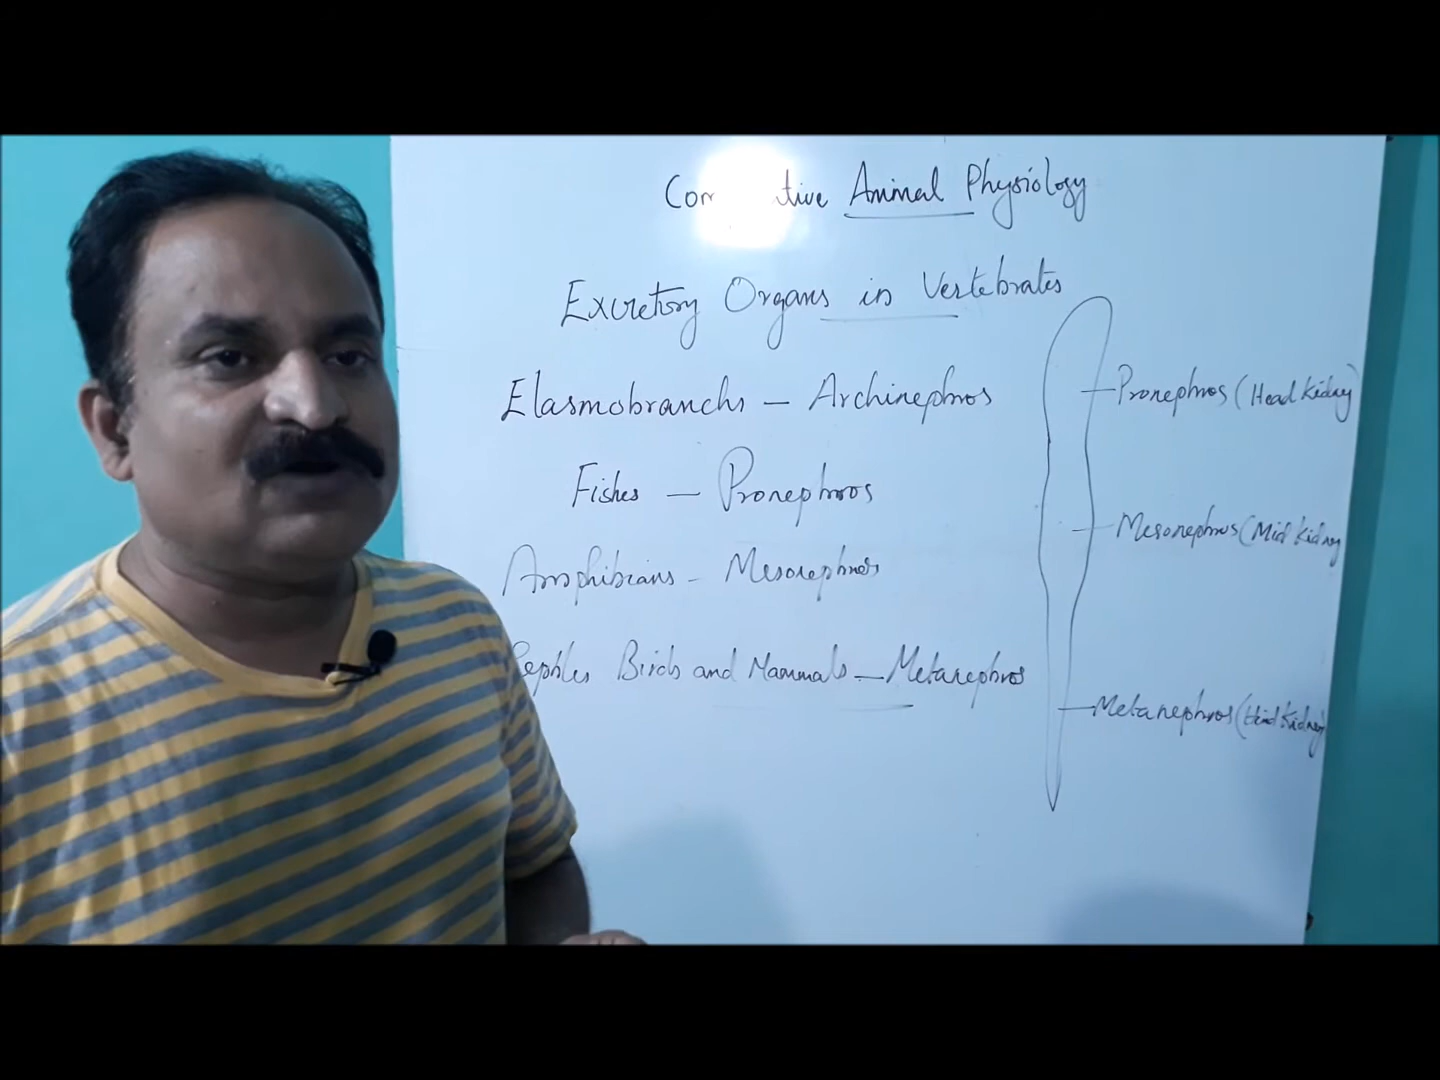 Animal Physiology
Excretory Organs in Vertebrates
Elasmobranchs – Archinephros
Fishes – Pronephros
Amphibians – Mesonephros
Reptiles Birds and Mammals – Metanephros
Pronephros (Head Kidney)
Mesonephros (Mid Kidney)
Metanephros (Hind Kidney)